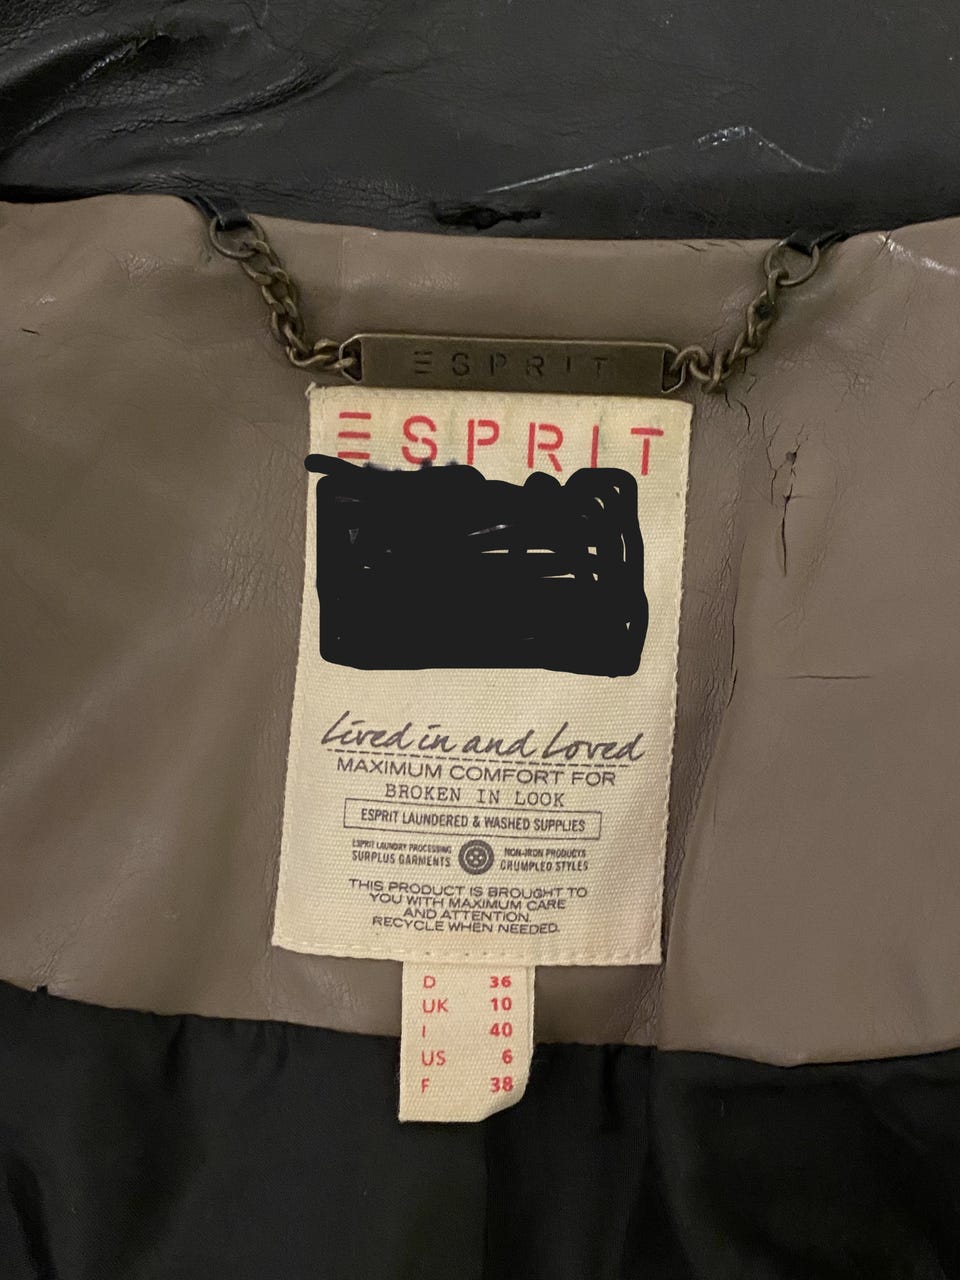 ESPRIT
ESPRIT
Lived in and Loved
MAXIMUM COMFORT FOR
BROKEN IN LOOK
ESPRIT LAUNDERED & WASHED SUPPLIES
ESPRIT LAUNDRY PROCESSING
SURPLUS GARMENTS
NON-IRON PRODUCTS
CRUMPLED STYLES
THIS PRODUCT IS BROUGHT TO
YOU WITH MAXIMUM CARE
AND ATTENTION.
RECYCLE WHEN NEEDED.
D 36
UK 10
I 40
US 6
F 38